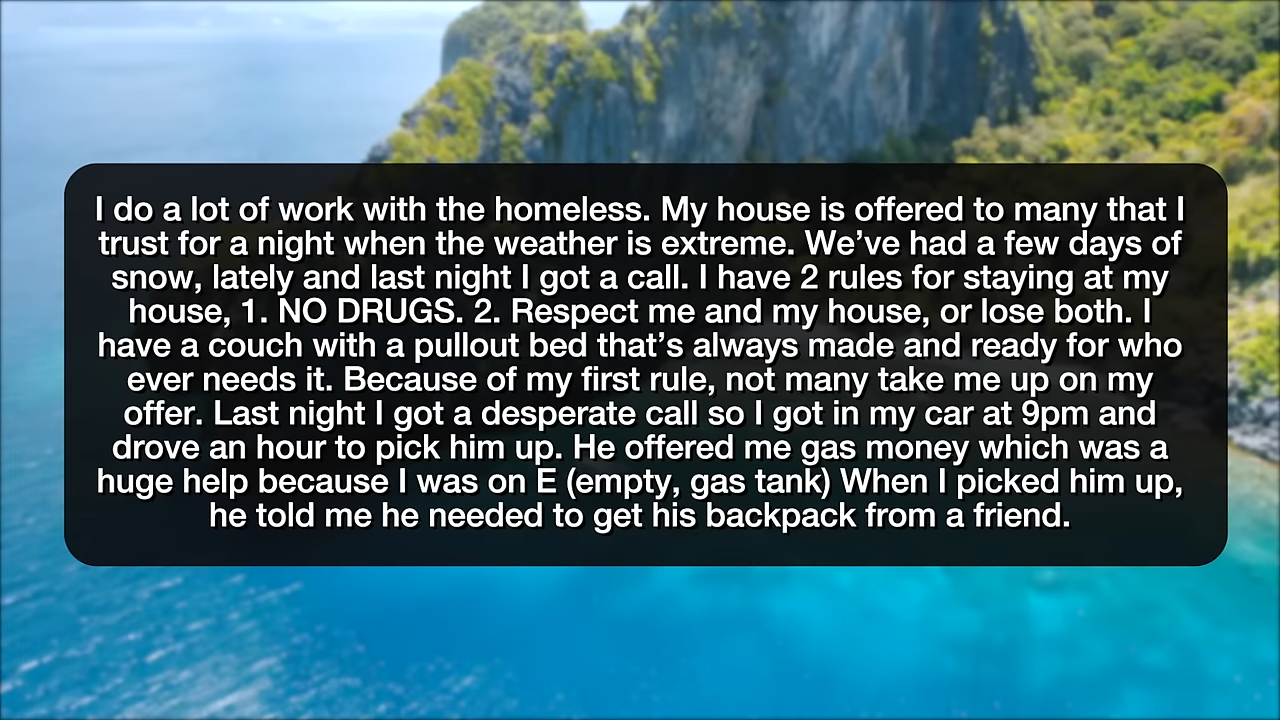 I do a lot of work with the homeless. My house is offered to many that I
trust for a night when the weather is extreme. We’ve had a few days of
snow, lately and last night I got a call. I have 2 rules for staying at my
house, 1. NO DRUGS. 2. Respect me and my house, or lose both. I
have a couch with a pullout bed that’s always made and ready for who
ever needs it. Because of my first rule, not many take me up on my
offer. Last night I got a desperate call so I got in my car at 9pm and
drove an hour to pick him up. He offered me gas money which was a
huge help because I was on E (empty, gas tank) When I picked him up,
he told me he needed to get his backpack from a friend.